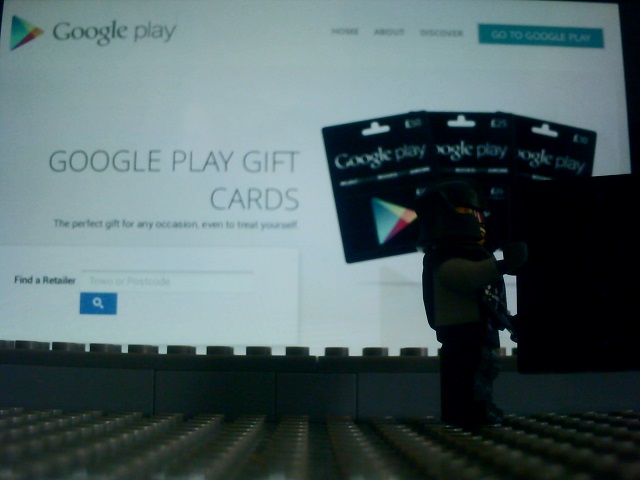 Google play
HOME ABOUT DISCOVER GO TO GOOGLE PLAY
£50 £25 £10
Google play Google play Google play
GOOGLE PLAY GIFT
CARDS
The perfect gift for any occasion, even to treat yourself.
Find a Retailer Town or Postcode